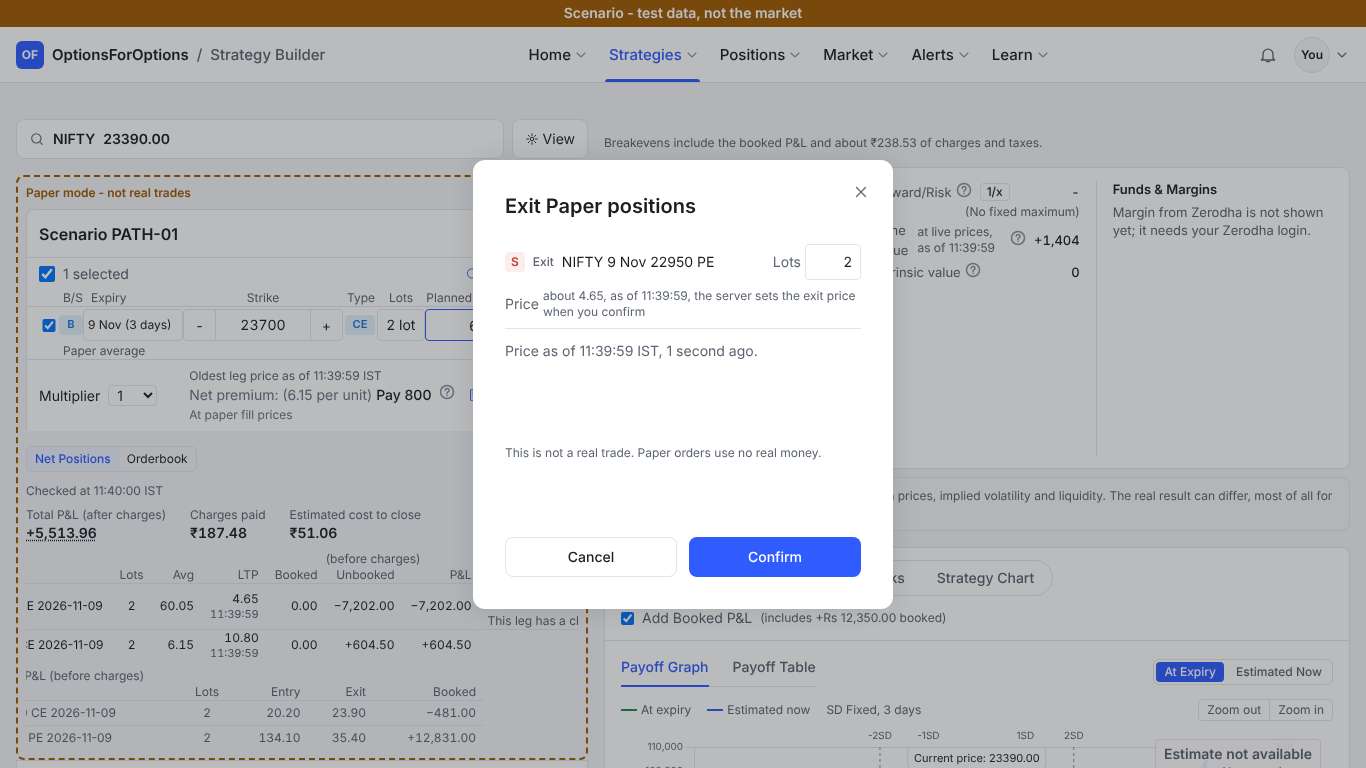 Scenario - test data, not the market
OF OptionsForOptions / Strategy Builder Home Strategies Positions Market Alerts Learn You
NIFTY 23390.00 View
Breakevens include the booked P&L and about ₹238.53 of charges and taxes.
Paper mode - not real trades
Scenario PATH-01
1 selected
B/S Expiry Strike Type Lots Planned
B 9 Nov (3 days) - 23700 + CE 2 lot
Paper average
Oldest leg price as of 11:39:59 IST
Multiplier 1 Net premium: (6.15 per unit) Pay 800
At paper fill prices
Net Positions Orderbook
Checked at 11:40:00 IST
Total P&L (after charges) Charges paid Estimated cost to close
+5,513.96 ₹187.48 ₹51.06
(before charges)
Lots Avg LTP Booked Unbooked P&L
E 2026-11-09 2 60.05 4.65 0.00 −7,202.00 −7,202.00
11:39:59
This leg has a cl
E 2026-11-09 2 6.15 10.80 0.00 +604.50 +604.50
11:39:59
P&L (before charges)
Lots Entry Exit Booked
CE 2026-11-09 2 20.20 23.90 −481.00
PE 2026-11-09 2 134.10 35.40 +12,831.00
Exit Paper positions
S Exit NIFTY 9 Nov 22950 PE Lots 2
Price about 4.65, as of 11:39:59, the server sets the exit price
when you confirm
Price as of 11:39:59 IST, 1 second ago.
This is not a real trade. Paper orders use no real money.
Cancel Confirm
ward/Risk 1/x -
(No fixed maximum)
ne at live prices,
ue as of 11:39:59 +1,404
rinsic value 0
Funds & Margins
Margin from Zerodha is not shown
yet; it needs your Zerodha login.
prices, implied volatility and liquidity. The real result can differ, most of all for
ks Strategy Chart
Add Booked P&L (includes +Rs 12,350.00 booked)
Payoff Graph Payoff Table At Expiry Estimated Now
At expiry Estimated now SD Fixed, 3 days Zoom out Zoom in
-2SD -1SD 1SD 2SD
110,000
Current price: 23390.00
Estimate not available